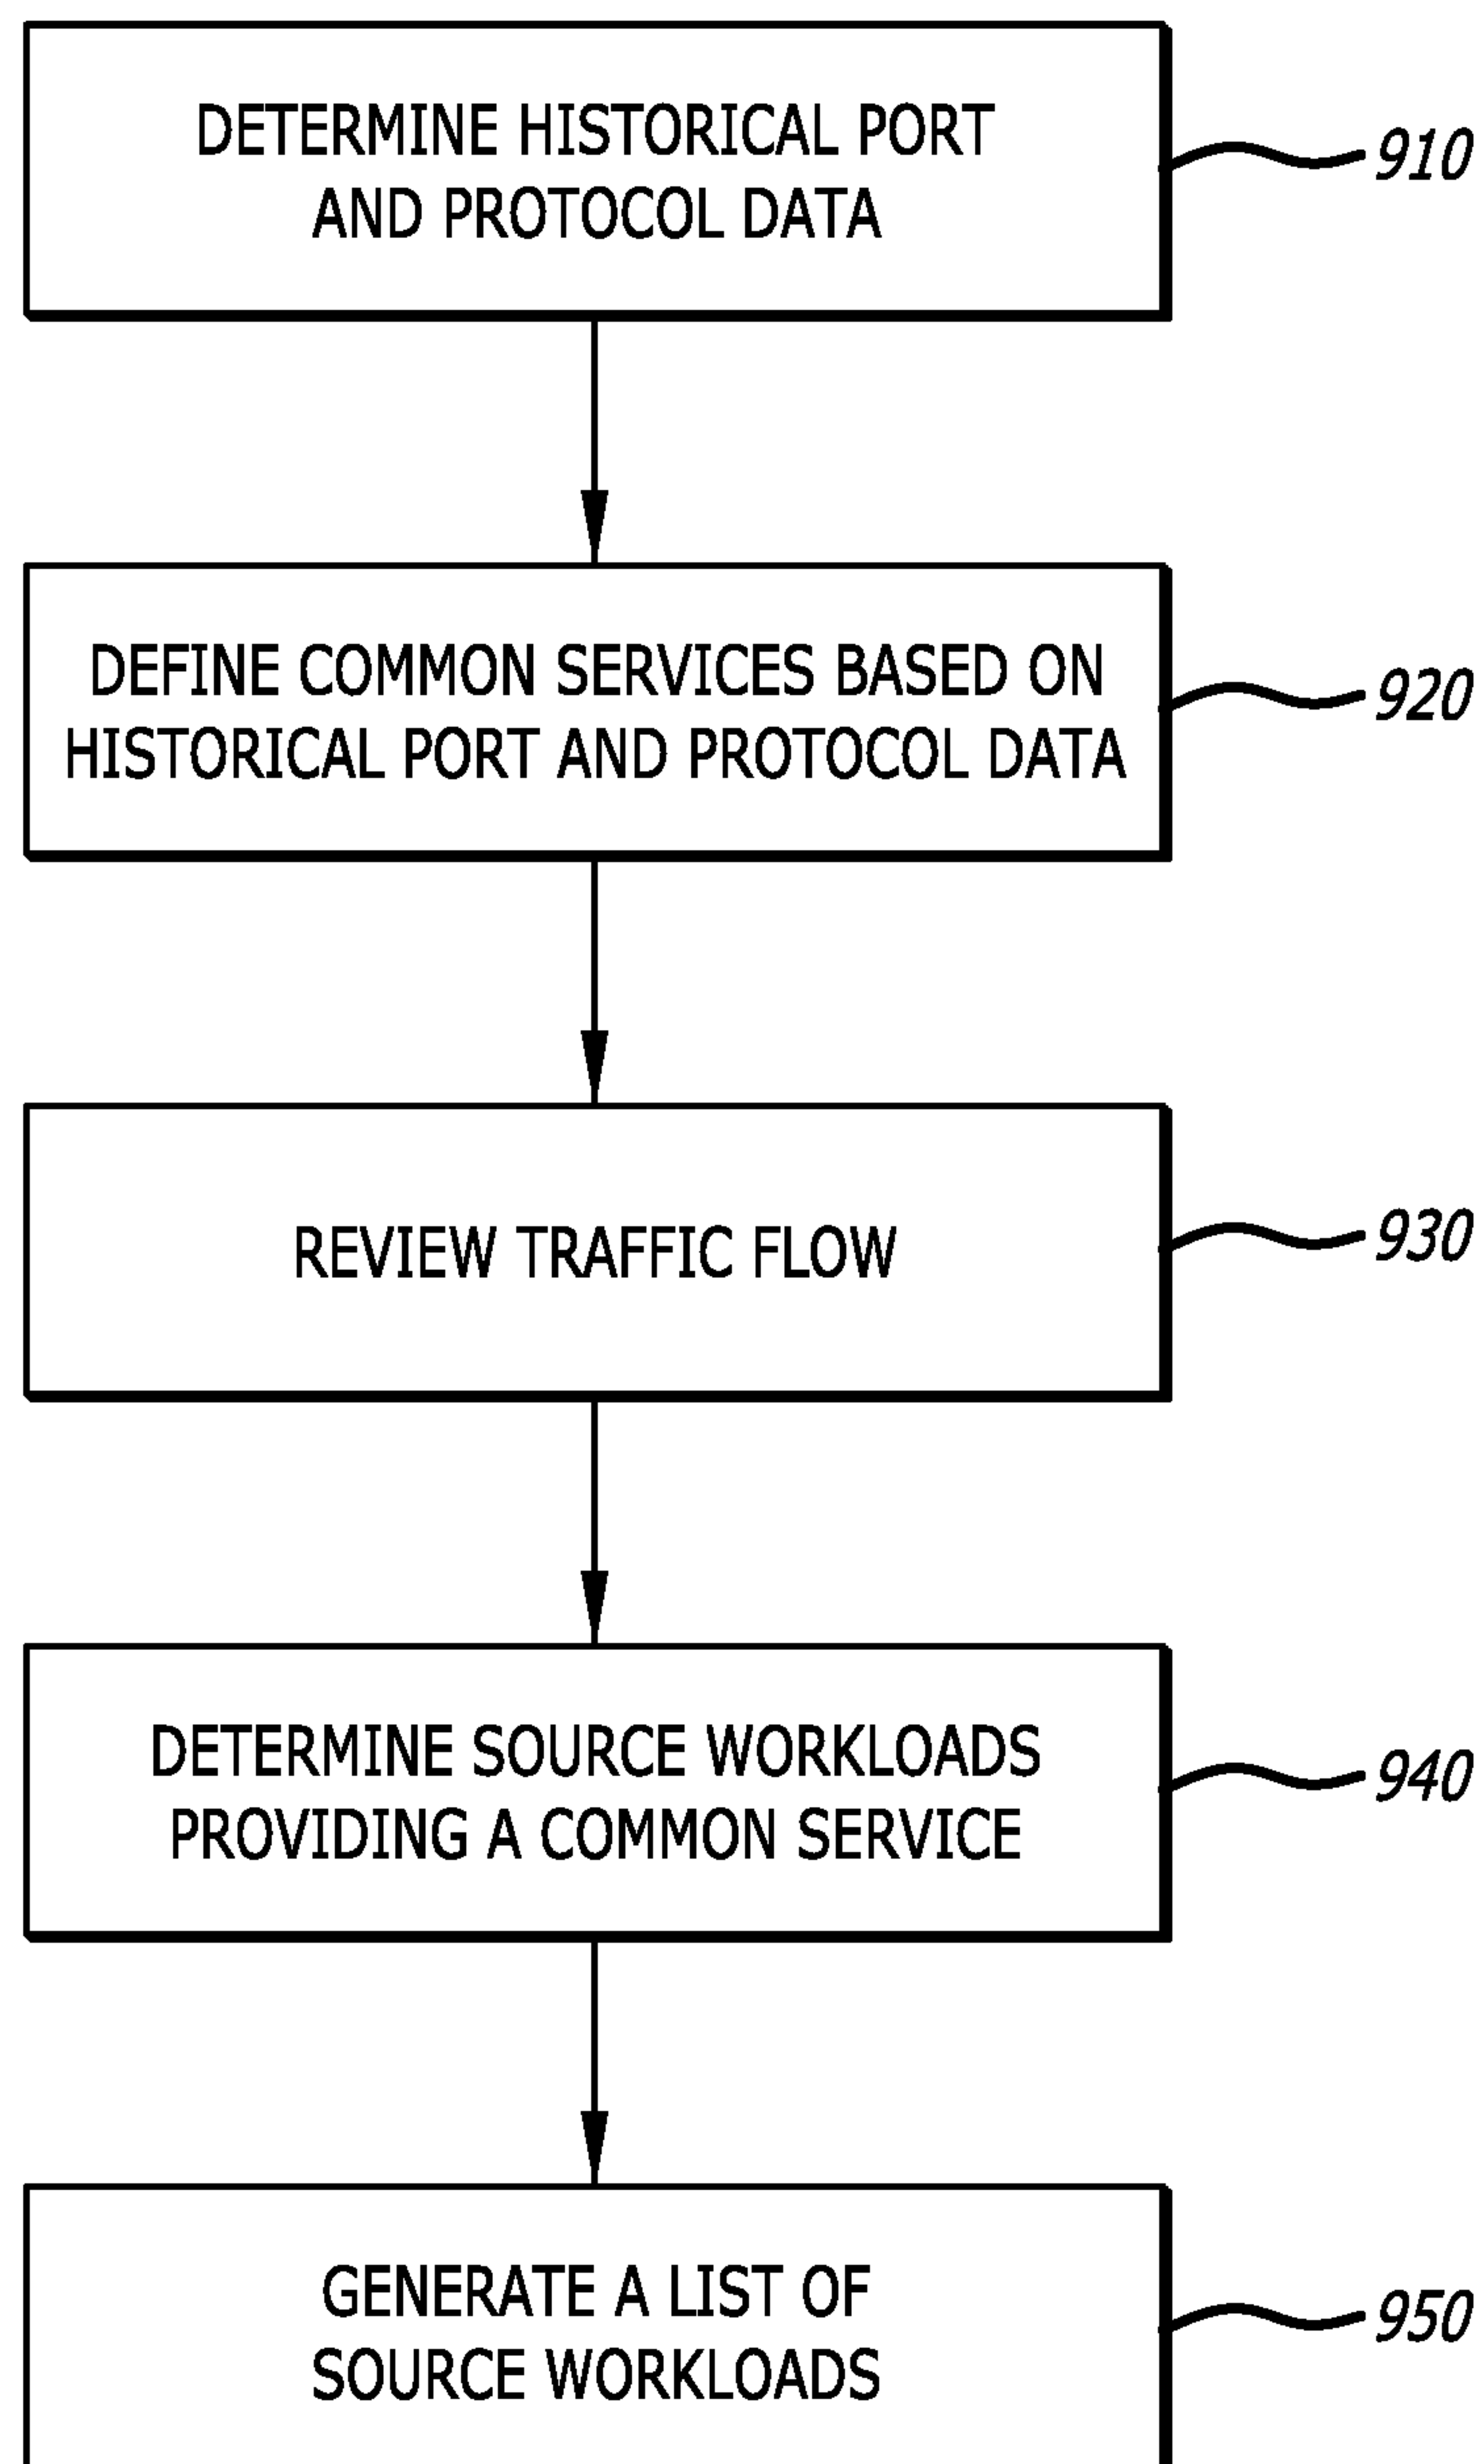 DETERMINE HISTORICAL PORT
AND PROTOCOL DATA
910
DEFINE COMMON SERVICES BASED ON
HISTORICAL PORT AND PROTOCOL DATA
920
REVIEW TRAFFIC FLOW
930
DETERMINE SOURCE WORKLOADS
PROVIDING A COMMON SERVICE
940
GENERATE A LIST OF
SOURCE WORKLOADS
950